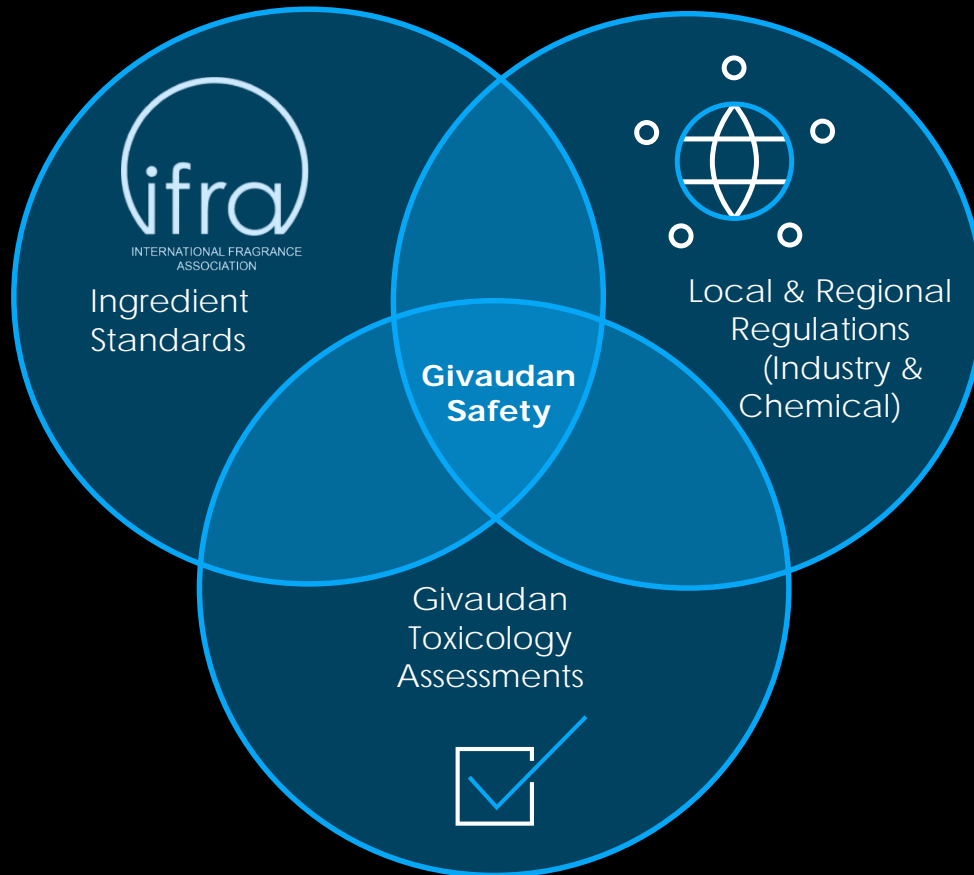 ifra
INTERNATIONAL FRAGRANCE
ASSOCIATION
Ingredient
Standards
Local & Regional
Regulations
(Industry &
Chemical)
Givaudan
Safety
Givaudan
Toxicology
Assessments